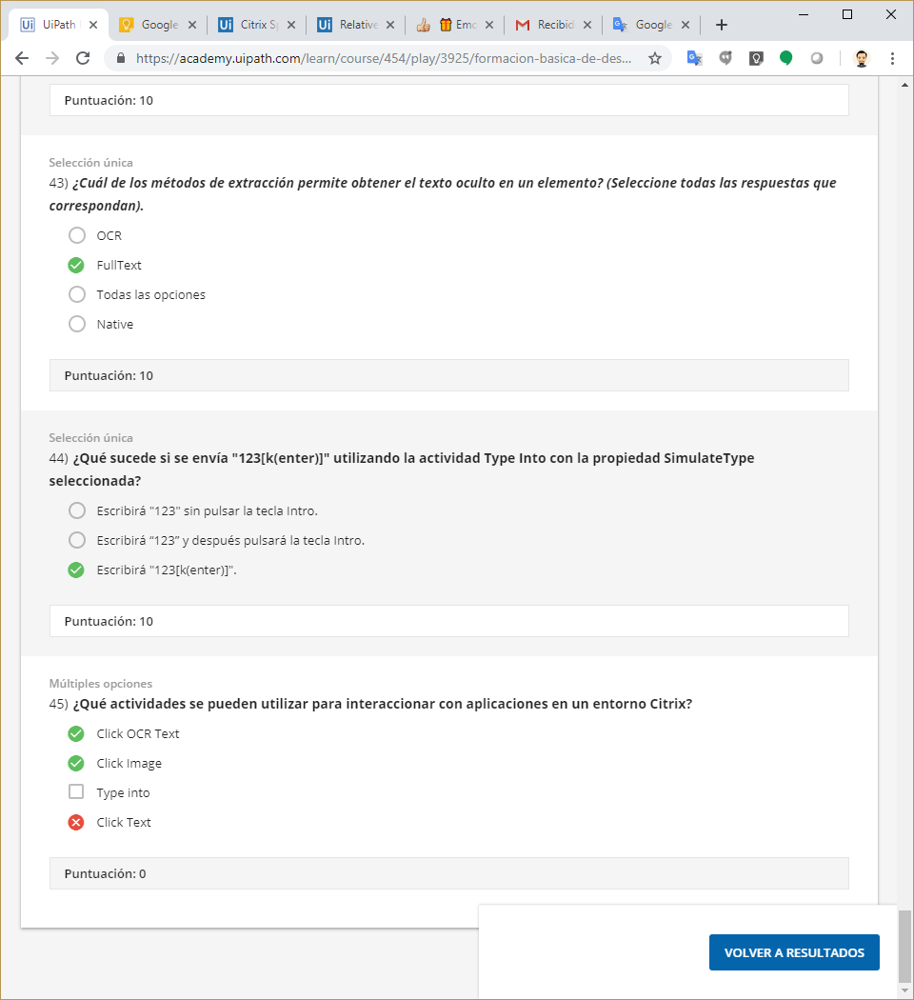 UiPath
Google
Citrix Sp
Relative
Emo
Recibid
Google
https://academy.uipath.com/learn/course/454/play/3925/formacion-basica-de-des...
Puntuación: 10
Selección única
43) ¿Cuál de los métodos de extracción permite obtener el texto oculto en un elemento? (Seleccione todas las respuestas que
correspondan).
OCR
FullText
Todas las opciones
Native
Puntuación: 10
Selección única
44) ¿Qué sucede si se envía "123[k(enter)]" utilizando la actividad Type Into con la propiedad SimulateType
seleccionada?
Escribirá "123" sin pulsar la tecla Intro.
Escribirá “123” y después pulsará la tecla Intro.
Escribirá "123[k(enter)]".
Puntuación: 10
Múltiples opciones
45) ¿Qué actividades se pueden utilizar para interaccionar con aplicaciones en un entorno Citrix?
Click OCR Text
Click Image
Type into
Click Text
Puntuación: 0
VOLVER A RESULTADOS